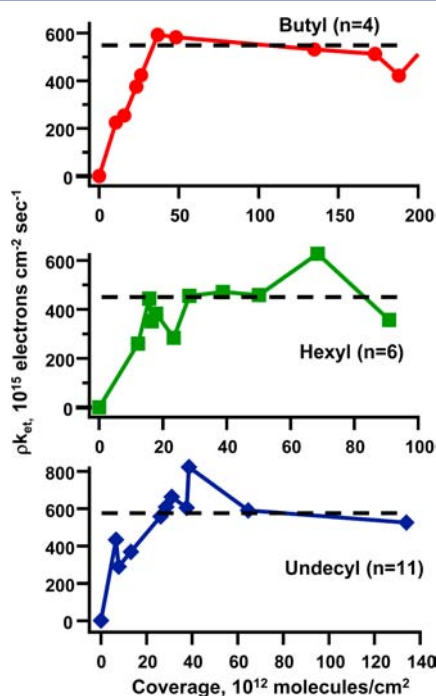 Butyl (n=4)
600
400
200
0
0 50 100 150 200
600
400
200
0
Hexyl (n=6)
0 20 40 60 80 100
ρk_et, 10^15 electrons cm^-2 sec^-1
800
600
400
200
0
Undecyl (n=11)
0 20 40 60 80 100 120 140
Coverage, 10^12 molecules/cm^2